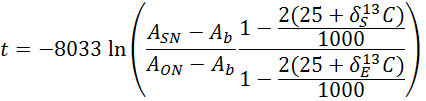 t = −8033 ln( (A_SN − A_b)/(A_ON − A_b) · (1 − 2(25 + δ_S^13 C)/1000)/(1 − 2(25 + δ_E^13 C)/1000) )